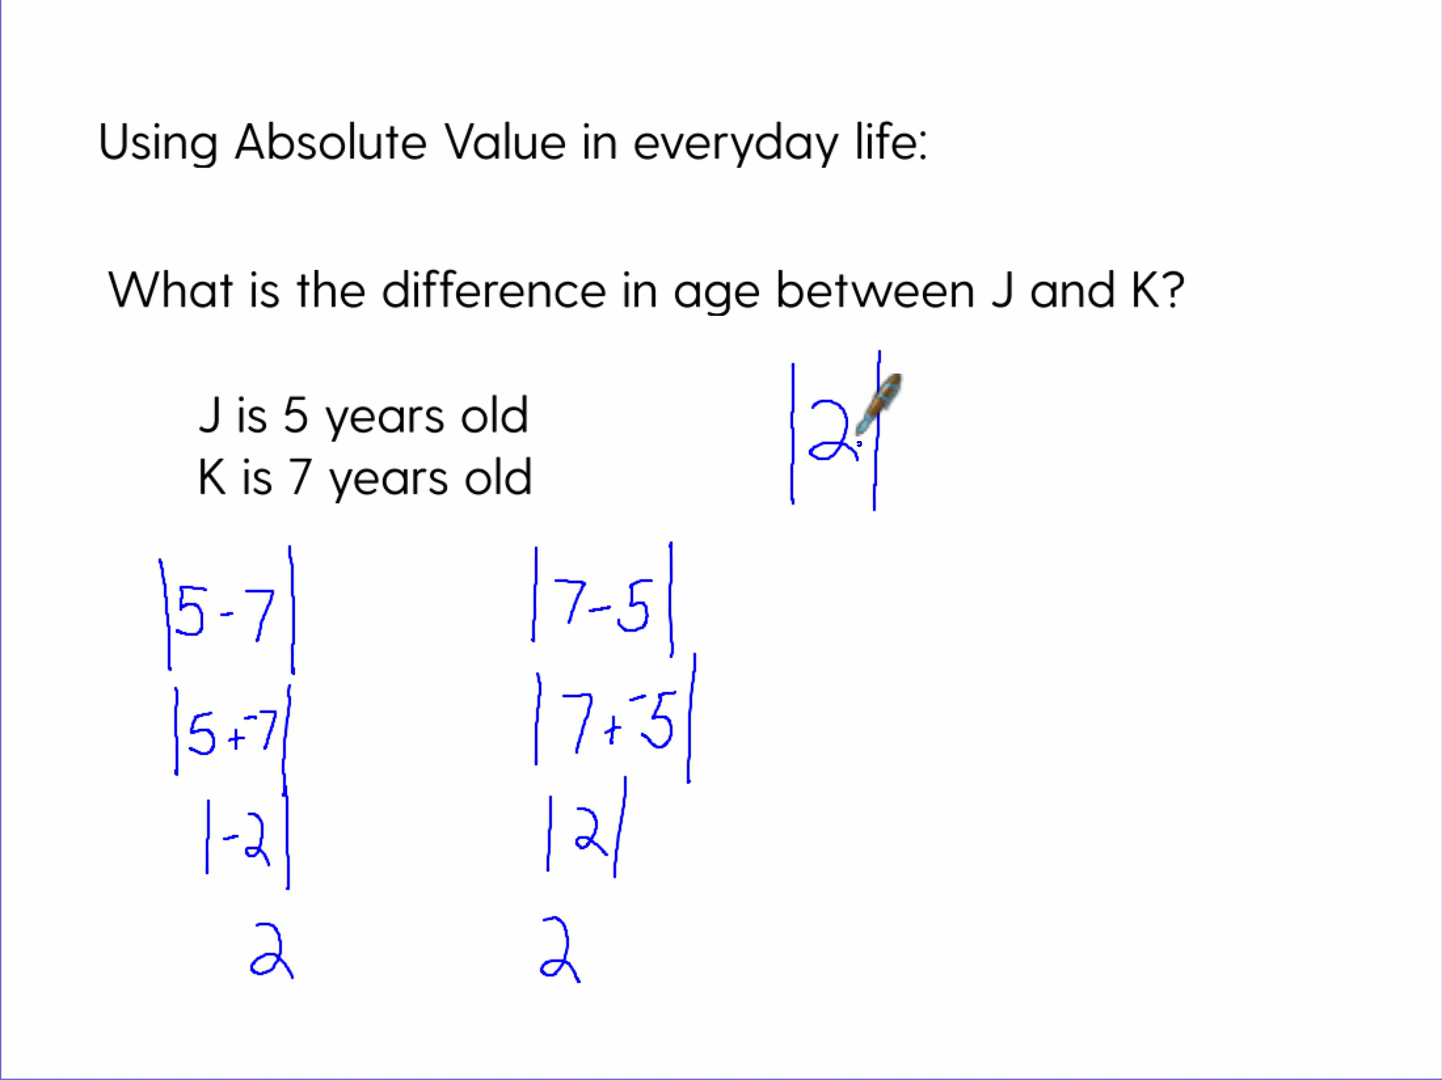 Using Absolute Value in everyday life:
What is the difference in age between J and K?
J is 5 years old
K is 7 years old
|2.|
|5-7| |7-5|
|5+-7| |7+-5|
|-2| |2|
2 2